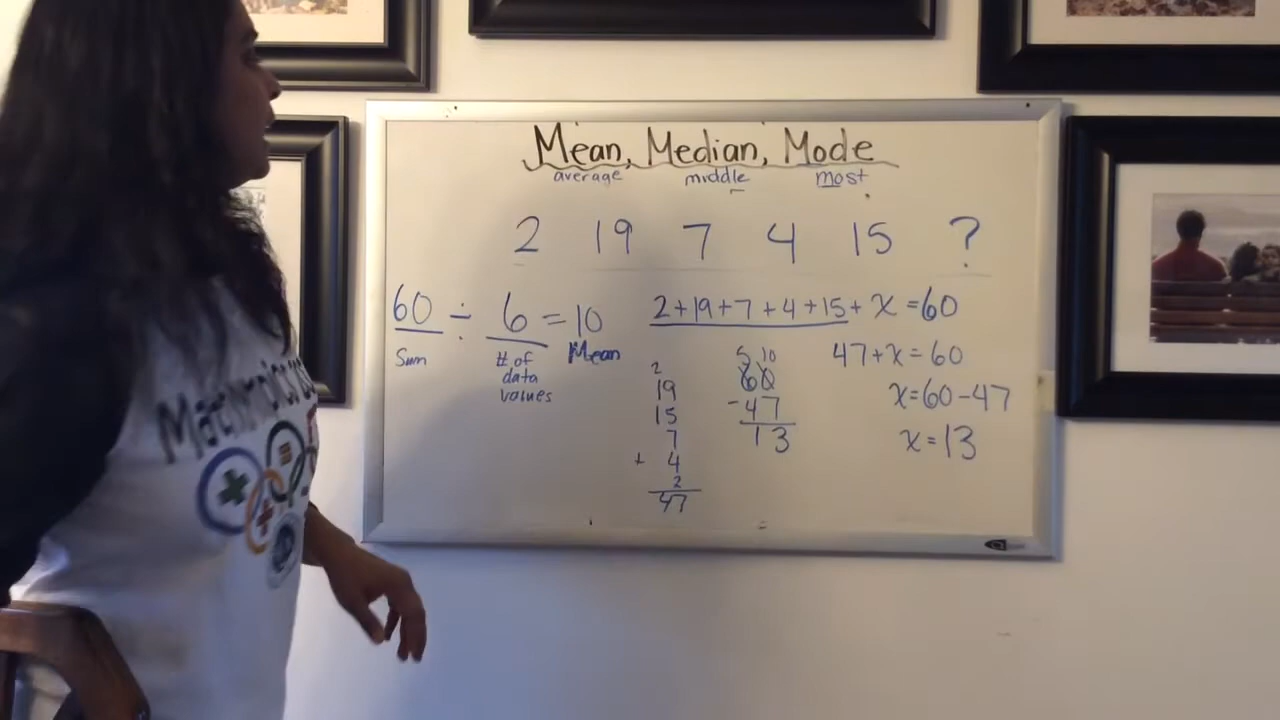 Mean, Median, Mode
average middle most
2 19 7 4 15 ?
60 ÷ 6 = 10
Sum # of data values Mean
2+19+7+4+15+x=60
47+x=60
x=60-47
x=13
2
19
15
7
+ 4
2
47
5 10
60
-47
13